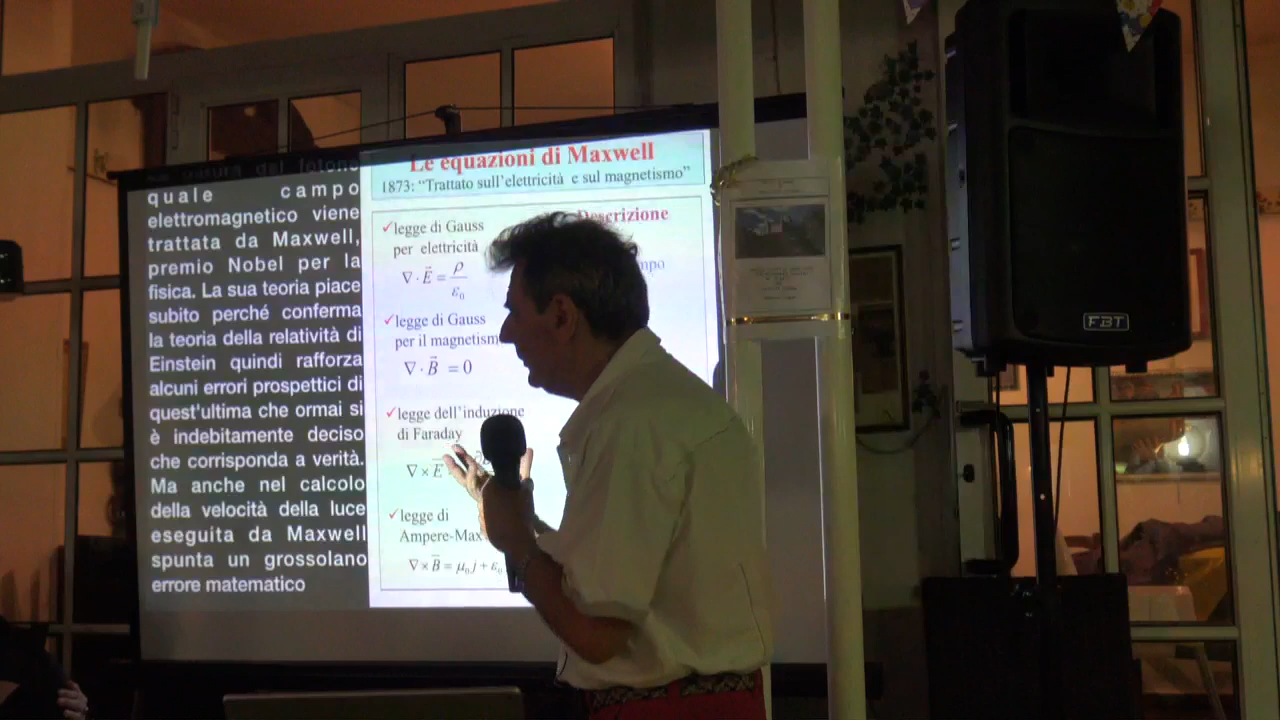 quale campo
elettromagnetico viene
trattata da Maxwell,
premio Nobel per la
fisica. La sua teoria piace
subito perché conferma
la teoria della relatività di
Einstein quindi rafforza
alcuni errori prospettici di
quest'ultima che ormai si
è indebitamente deciso
che corrisponda a verità.
Ma anche nel calcolo
della velocità della luce
eseguita da Maxwell
spunta un grossolano
errore matematico
Le equazioni di Maxwell
1873: “Trattato sull’elettricità e sul magnetismo”
Descrizione
✓legge di Gauss
per elettricità
∇ · E⃗ = ρ / ε₀
✓legge di Gauss
per il magnetism
∇ · B⃗ = 0
✓legge dell’induzione
di Faraday
∇ × E
✓legge di
Ampere-Max
∇ × B = μ₀ j + ε₀
FBT